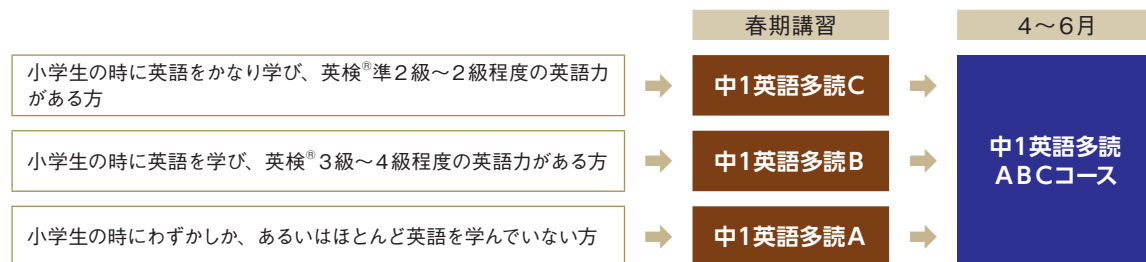 春期講習
4〜6月
小学生の時に英語をかなり学び、英検®準2級〜2級程度の英語力
がある方
中1英語多読C
小学生の時に英語を学び、英検®3級〜4級程度の英語力がある方
中1英語多読B
小学生の時にわずかしか、あるいはほとんど英語を学んでいない方
中1英語多読A
中1英語多読
ABCコース